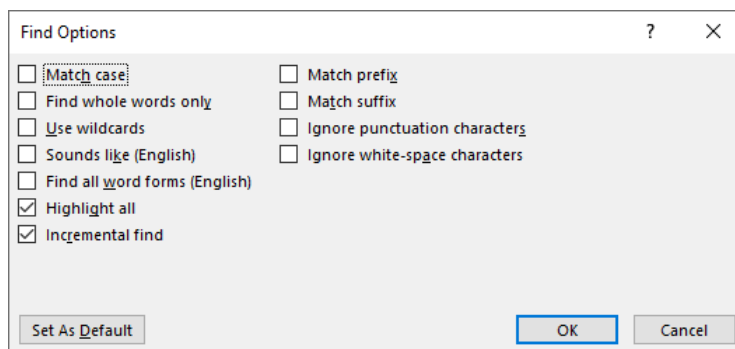 Find Options
?
Match case
Find whole words only
Use wildcards
Sounds like (English)
Find all word forms (English)
Highlight all
Incremental find
Match prefix
Match suffix
Ignore punctuation characters
Ignore white-space characters
Set As Default
OK
Cancel